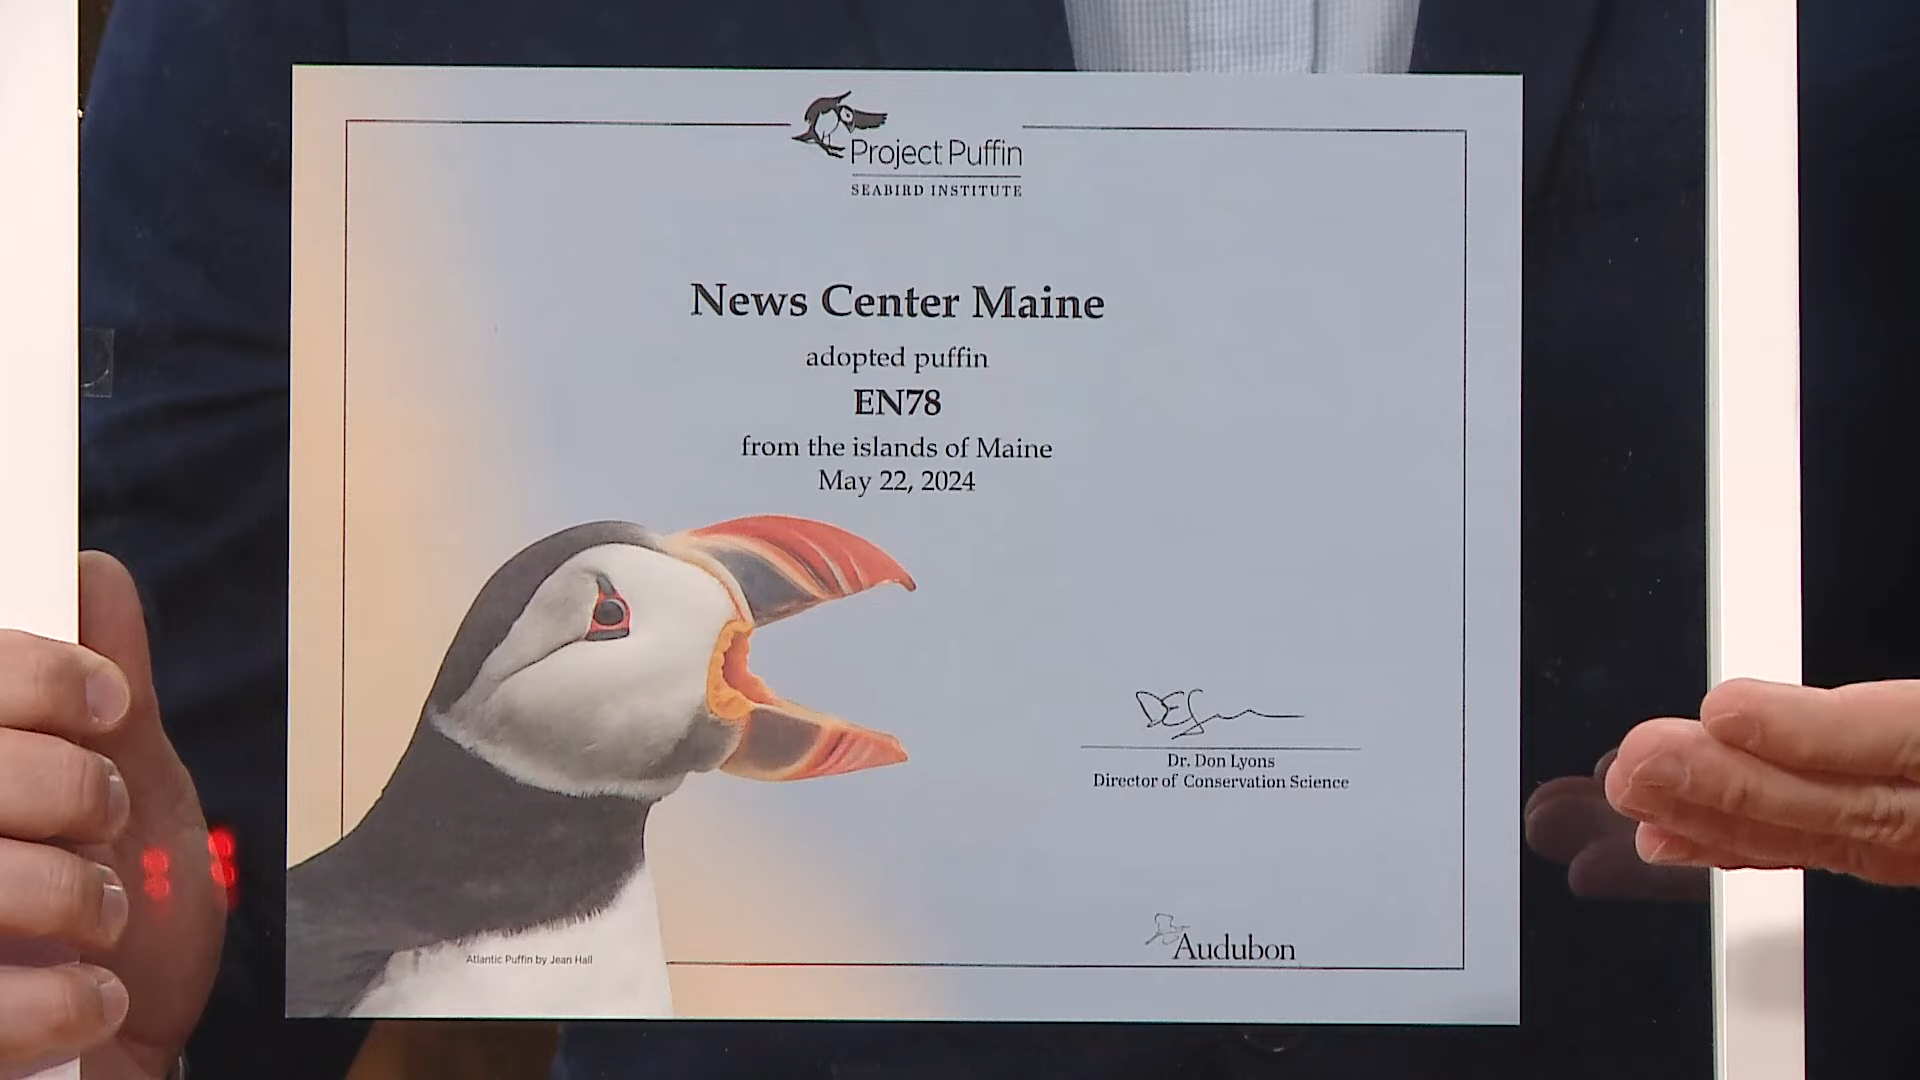 Project Puffin
SEABIRD INSTITUTE
News Center Maine
adopted puffin
EN78
from the islands of Maine
May 22, 2024
Dr. Don Lyons
Director of Conservation Science
Atlantic Puffin by Jean Hall
Audubon